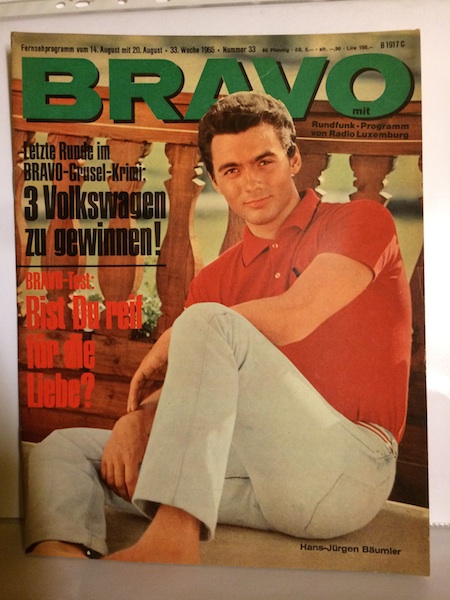 Fernsehprogramm vom 14. August mit 20. August · 33. Woche 1965 · Nummer 33
B 1917 C
BRAVO
mit
Rundfunk-Programm
von Radio Luxemburg
Letzte Runde im
BRAVO-Grusel-Krimi:
3 Volkswagen
zu gewinnen!
BRAVO-Test:
Bist Du reif
für die
Liebe?
Hans-Jürgen Bäumler